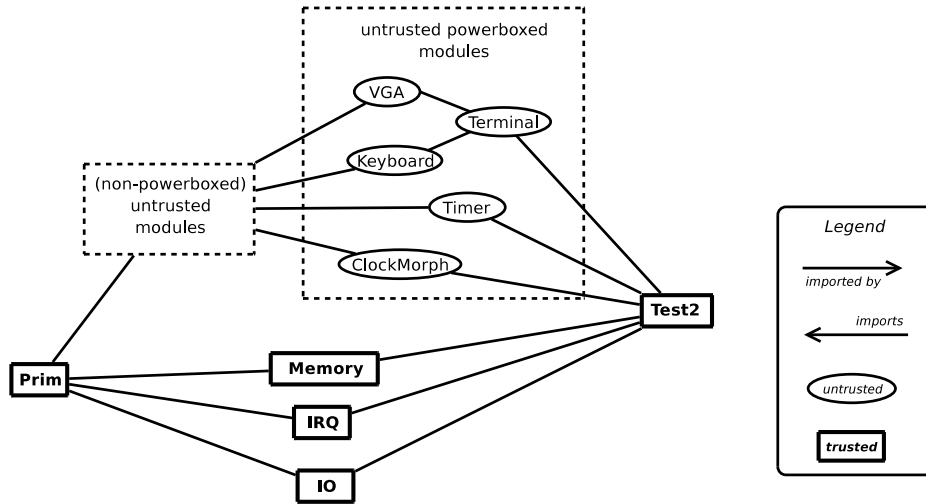 untrusted powerboxed
modules
VGA
Terminal
Keyboard
(non-powerboxed)
untrusted
modules
Timer
ClockMorph
Test2
Memory
Prim
IRQ
IO
Legend
imported by
imports
untrusted
trusted